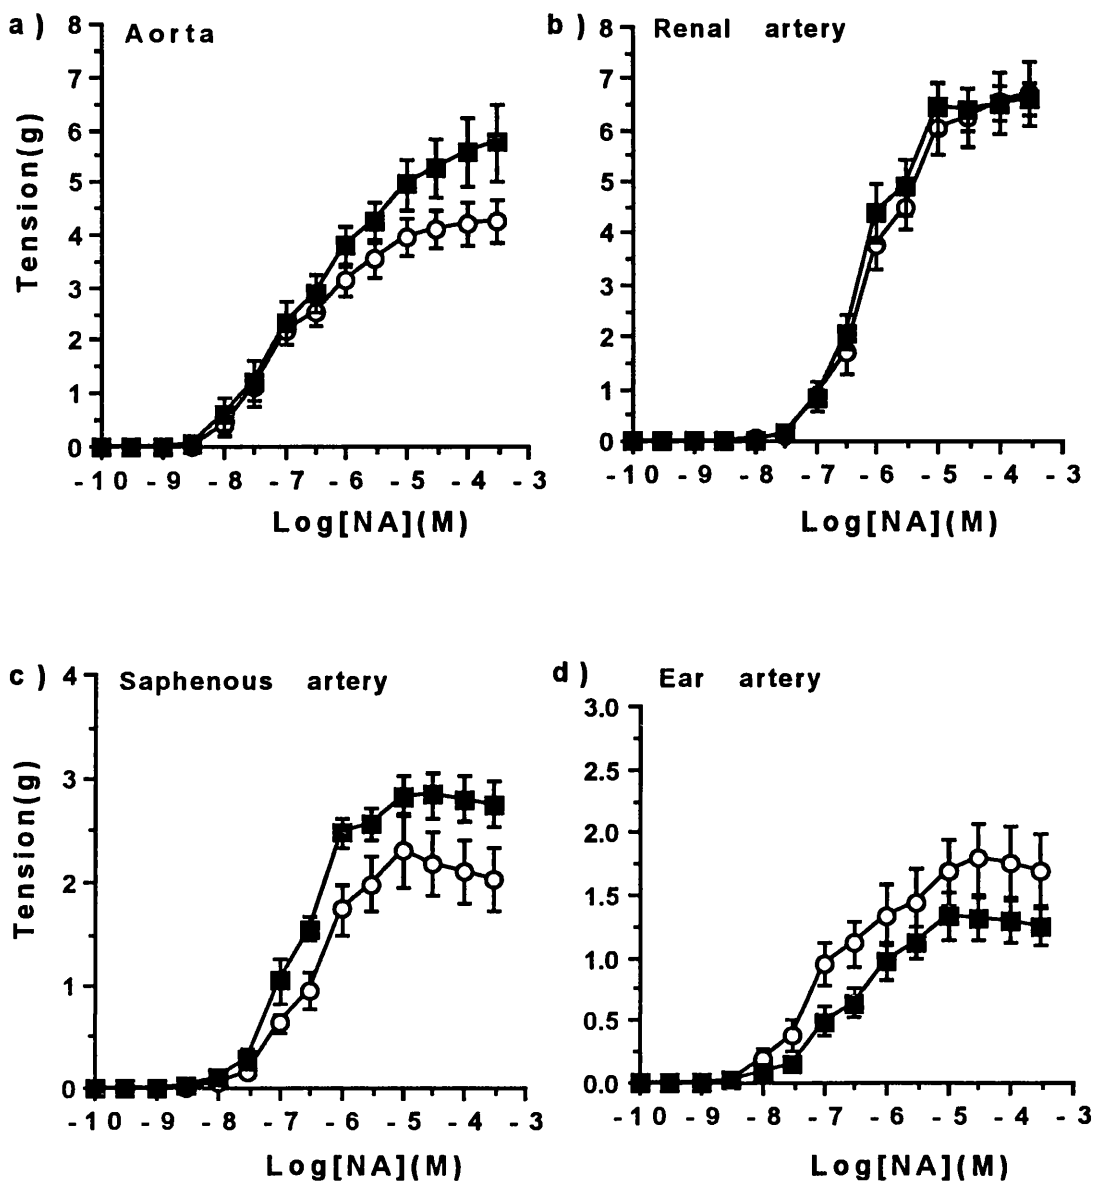 a) Aorta
8
7
6
5
4
3
2
1
0
Tension(g)
-10 -9 -8 -7 -6 -5 -4 -3
Log[NA](M)
b) Renal artery
8
7
6
5
4
3
2
1
0
-10 -9 -8 -7 -6 -5 -4 -3
Log[NA](M)
c) Saphenous artery
4
3
2
1
0
Tension(g)
-10 -9 -8 -7 -6 -5 -4 -3
Log[NA](M)
d) Ear artery
3.0
2.5
2.0
1.5
1.0
0.5
0.0
-10 -9 -8 -7 -6 -5 -4 -3
Log[NA](M)